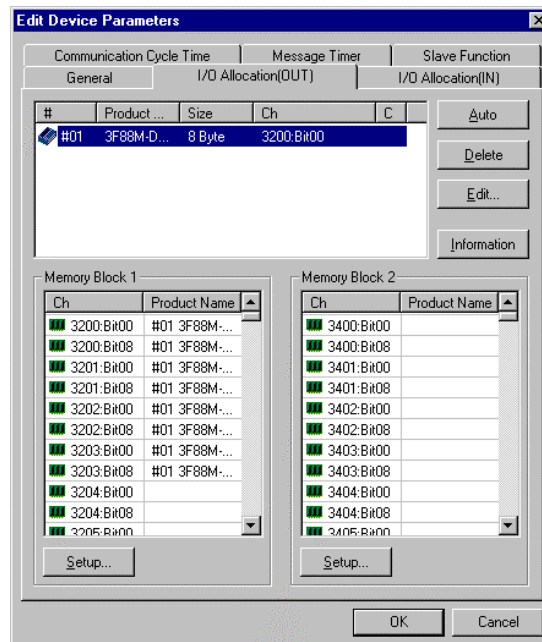 Edit Device Parameters
Communication Cycle Time Message Timer Slave Function
General I/O Allocation(OUT) I/O Allocation(IN)
# Product ... Size Ch C
#01 3F88M-D... 8 Byte 3200:Bit00
Auto
Delete
Edit...
Information
Memory Block 1
Ch Product Name
3200:Bit00 #01 3F88M-...
3200:Bit08 #01 3F88M-...
3201:Bit00 #01 3F88M-...
3201:Bit08 #01 3F88M-...
3202:Bit00 #01 3F88M-...
3202:Bit08 #01 3F88M-...
3203:Bit00 #01 3F88M-...
3203:Bit08 #01 3F88M-...
3204:Bit00
3204:Bit08
3205:Bit00
Setup...
Memory Block 2
Ch Product Name
3400:Bit00
3400:Bit08
3401:Bit00
3401:Bit08
3402:Bit00
3402:Bit08
3403:Bit00
3403:Bit08
3404:Bit00
3404:Bit08
3405:Bit00
Setup...
OK Cancel